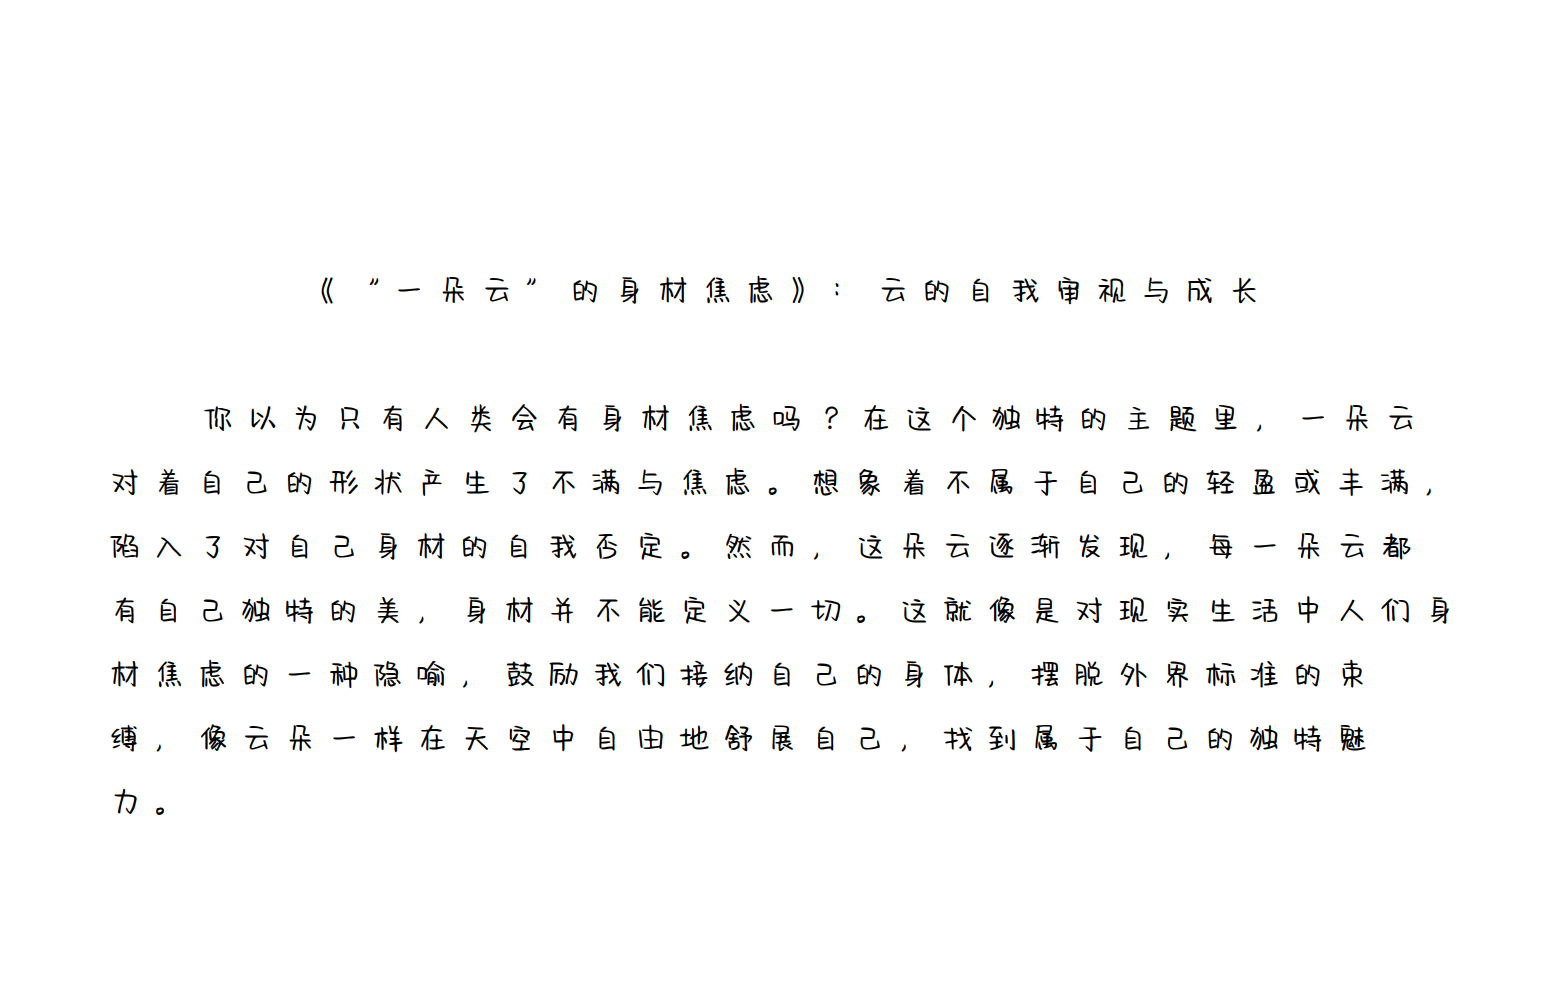 《"一朵云"的身材焦虑》：云的自我审视与成长
你以为只有人类会有身材焦虑吗？在这个独特的主题里，一朵云
对着自己的形状产生了不满与焦虑。想象着不属于自己的轻盈或丰满，
陷入了对自己身材的自我否定。然而，这朵云逐渐发现，每一朵云都
有自己独特的美，身材并不能定义一切。这就像是对现实生活中人们身
材焦虑的一种隐喻，鼓励我们接纳自己的身体，摆脱外界标准的束
缚，像云朵一样在天空中自由地舒展自己，找到属于自己的独特魅
力。